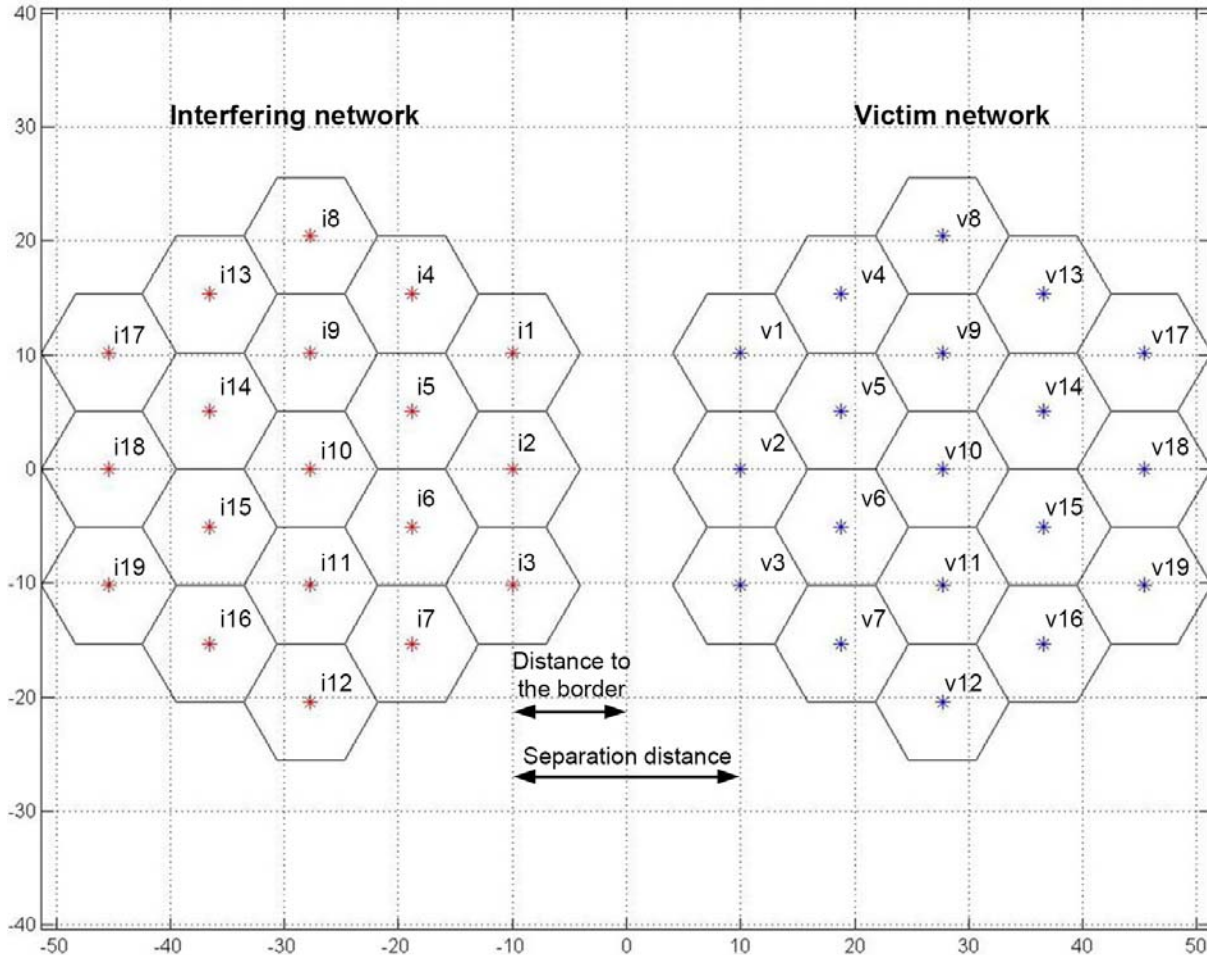 40
30
20
10
0
-10
-20
-30
-40
Interfering network
Victim network
i8
v8
i13
i4
v4
v13
i17
i9
i1
v1
v9
v17
i14
i5
v5
v14
i18
i10
i2
v2
v10
v18
i15
i6
v6
v15
i19
i11
i3
v3
v11
v19
i16
i7
v7
v16
i12
v12
Distance to
the border
Separation distance
-50 -40 -30 -20 -10 0 10 20 30 40 50